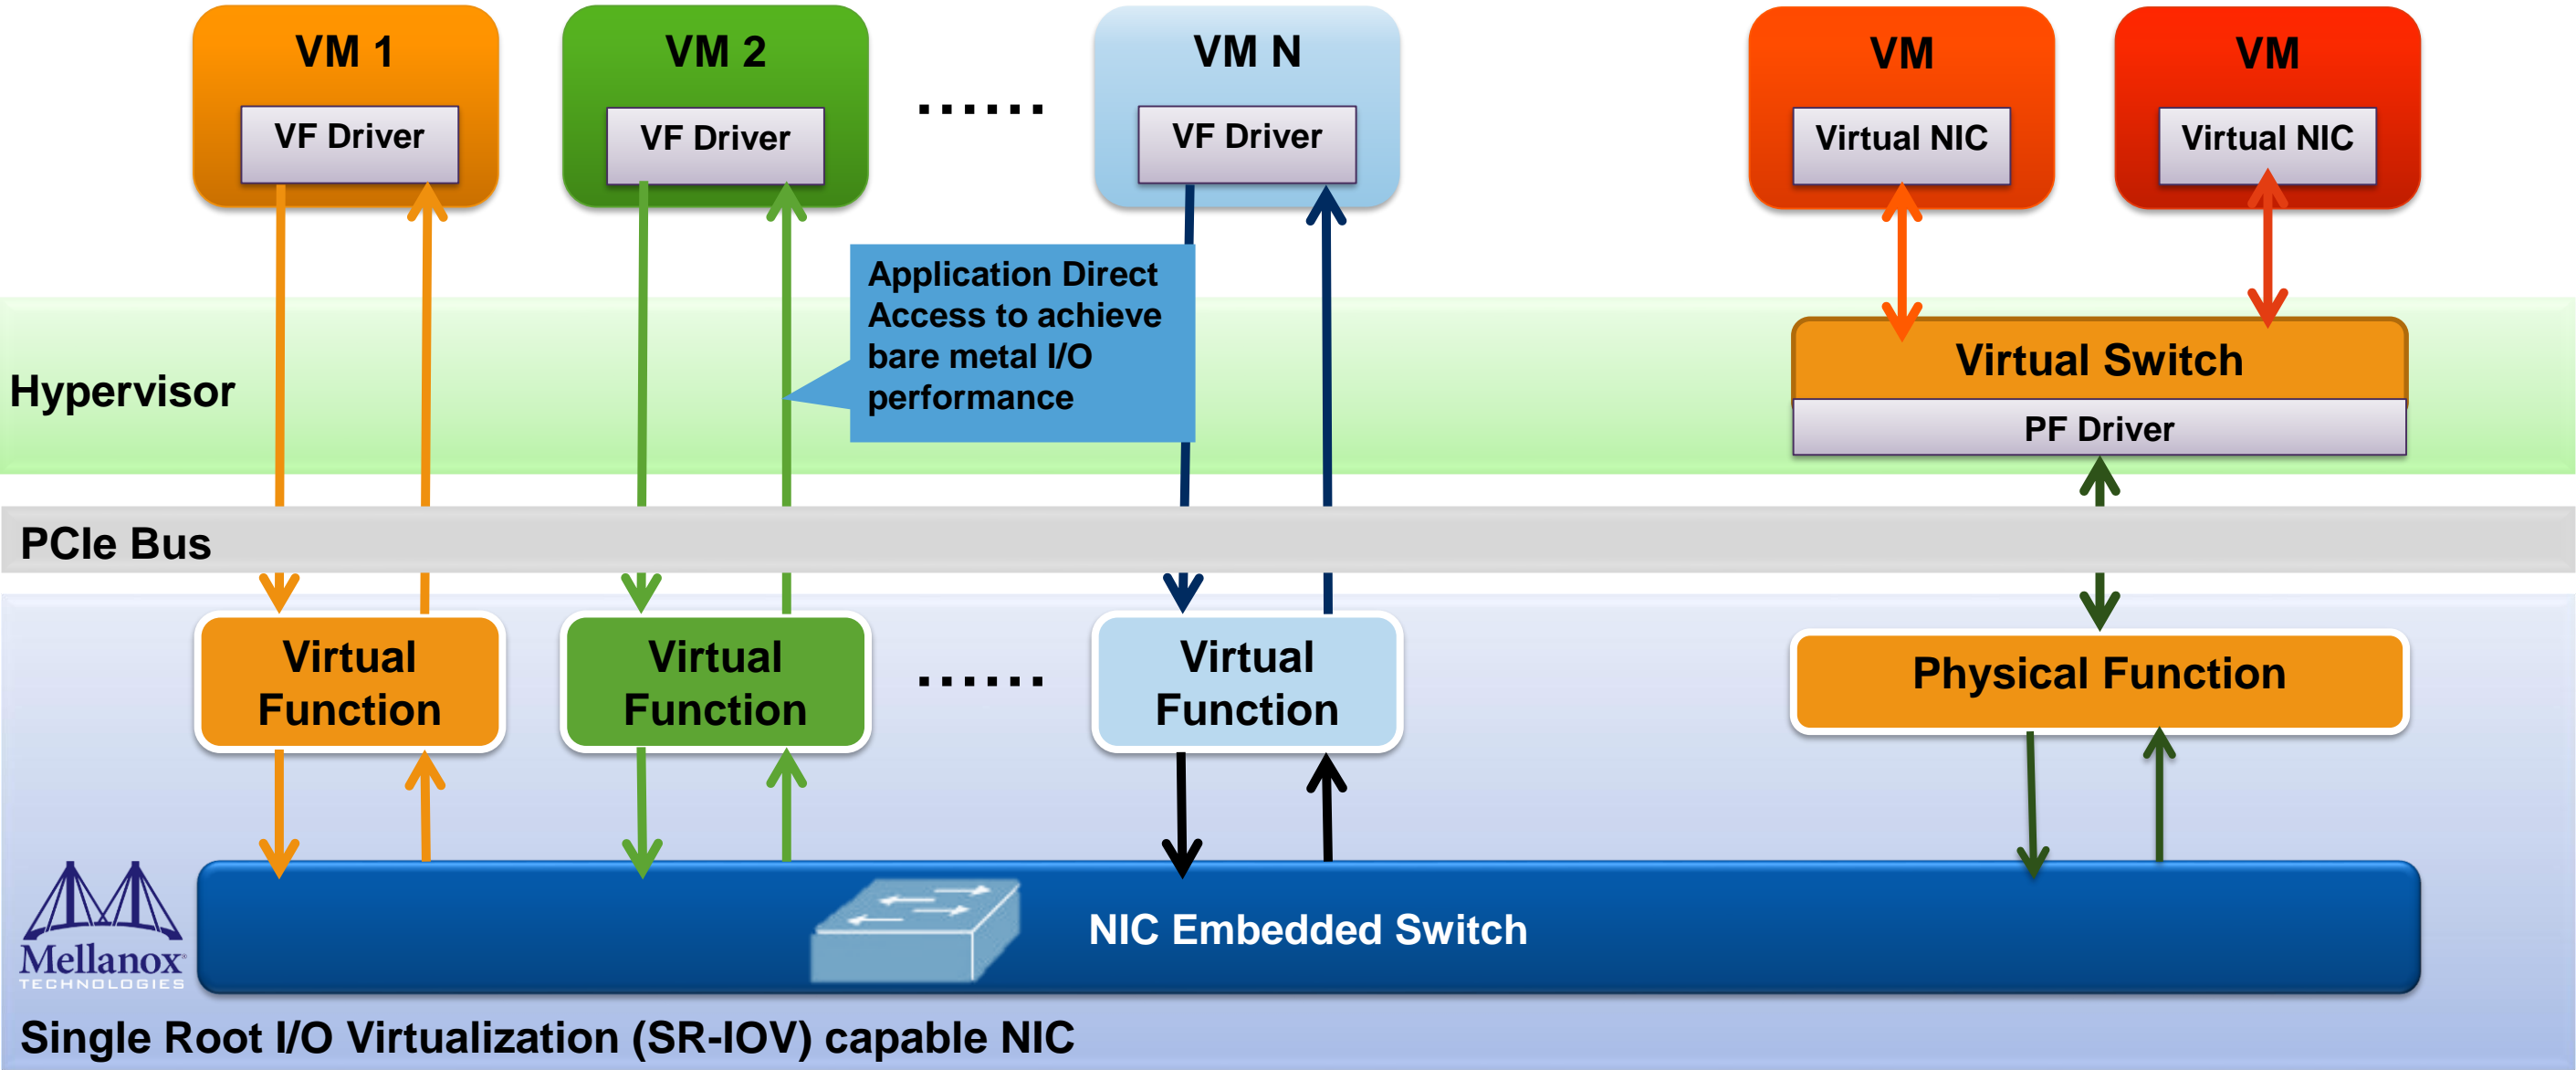 VM 1
VM 2
......
VM N
VM
VM
VF Driver
VF Driver
VF Driver
Virtual NIC
Virtual NIC
Application Direct
Access to achieve
bare metal I/O
performance
Hypervisor
Virtual Switch
PF Driver
PCIe Bus
Virtual
Function
Virtual
Function
......
Virtual
Function
Physical Function
Mellanox
TECHNOLOGIES
NIC Embedded Switch
Single Root I/O Virtualization (SR-IOV) capable NIC